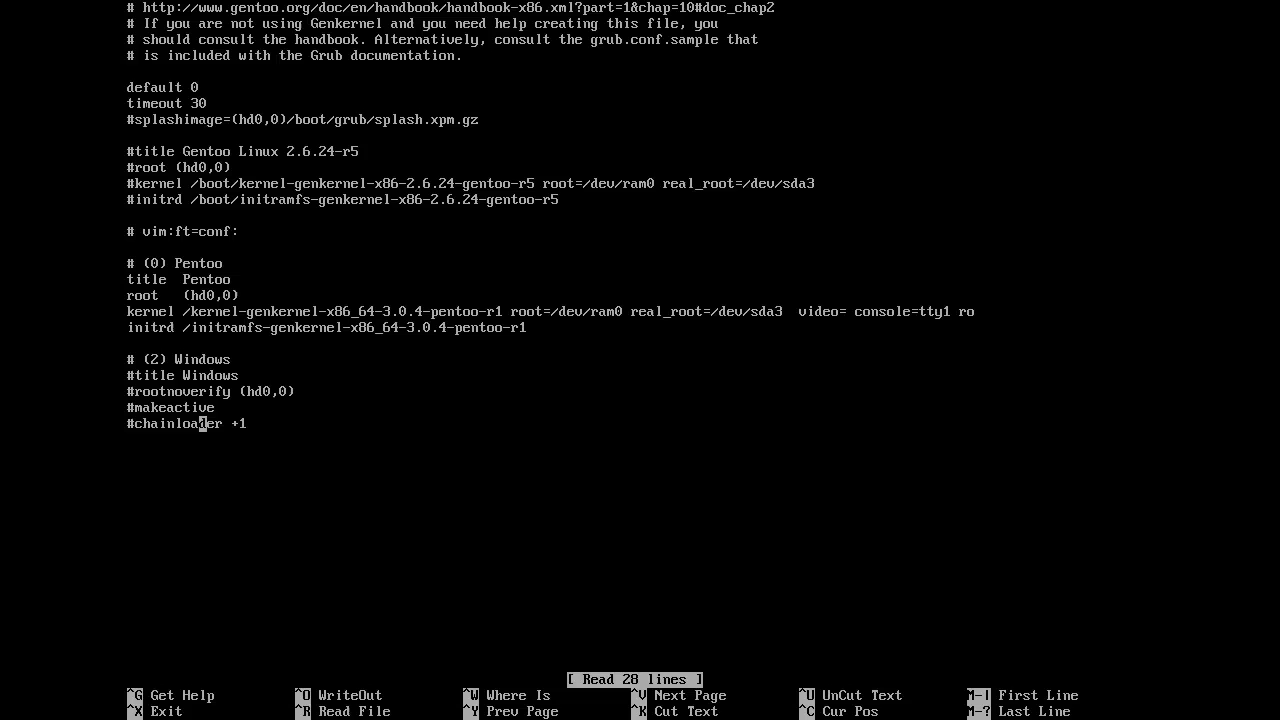 # http://www.gentoo.org/doc/en/handbook/handbook-x86.xml?part=1&chap=10#doc_chap2
# If you are not using Genkernel and you need help creating this file, you
# should consult the handbook. Alternatively, consult the grub.conf.sample that
# is included with the Grub documentation.
default 0
timeout 30
#splashimage=(hd0,0)/boot/grub/splash.xpm.gz
#title Gentoo Linux 2.6.24-r5
#root (hd0,0)
#kernel /boot/kernel-genkernel-x86-2.6.24-gentoo-r5 root=/dev/ram0 real_root=/dev/sda3
#initrd /boot/initramfs-genkernel-x86-2.6.24-gentoo-r5
# vim:ft=conf:
# (0) Pentoo
title  Pentoo
root   (hd0,0)
kernel /kernel-genkernel-x86_64-3.0.4-pentoo-r1 root=/dev/ram0 real_root=/dev/sda3  video= console=tty1 ro
initrd /initramfs-genkernel-x86_64-3.0.4-pentoo-r1
# (2) Windows
#title Windows
#rootnoverify (hd0,0)
#makeactive
#chainloader +1
[ Read 28 lines ]
^G Get Help ^O WriteOut ^W Where Is ^V Next Page ^U UnCut Text M-| First Line
^X Exit ^R Read File ^Y Prev Page ^K Cut Text ^C Cur Pos M-? Last Line